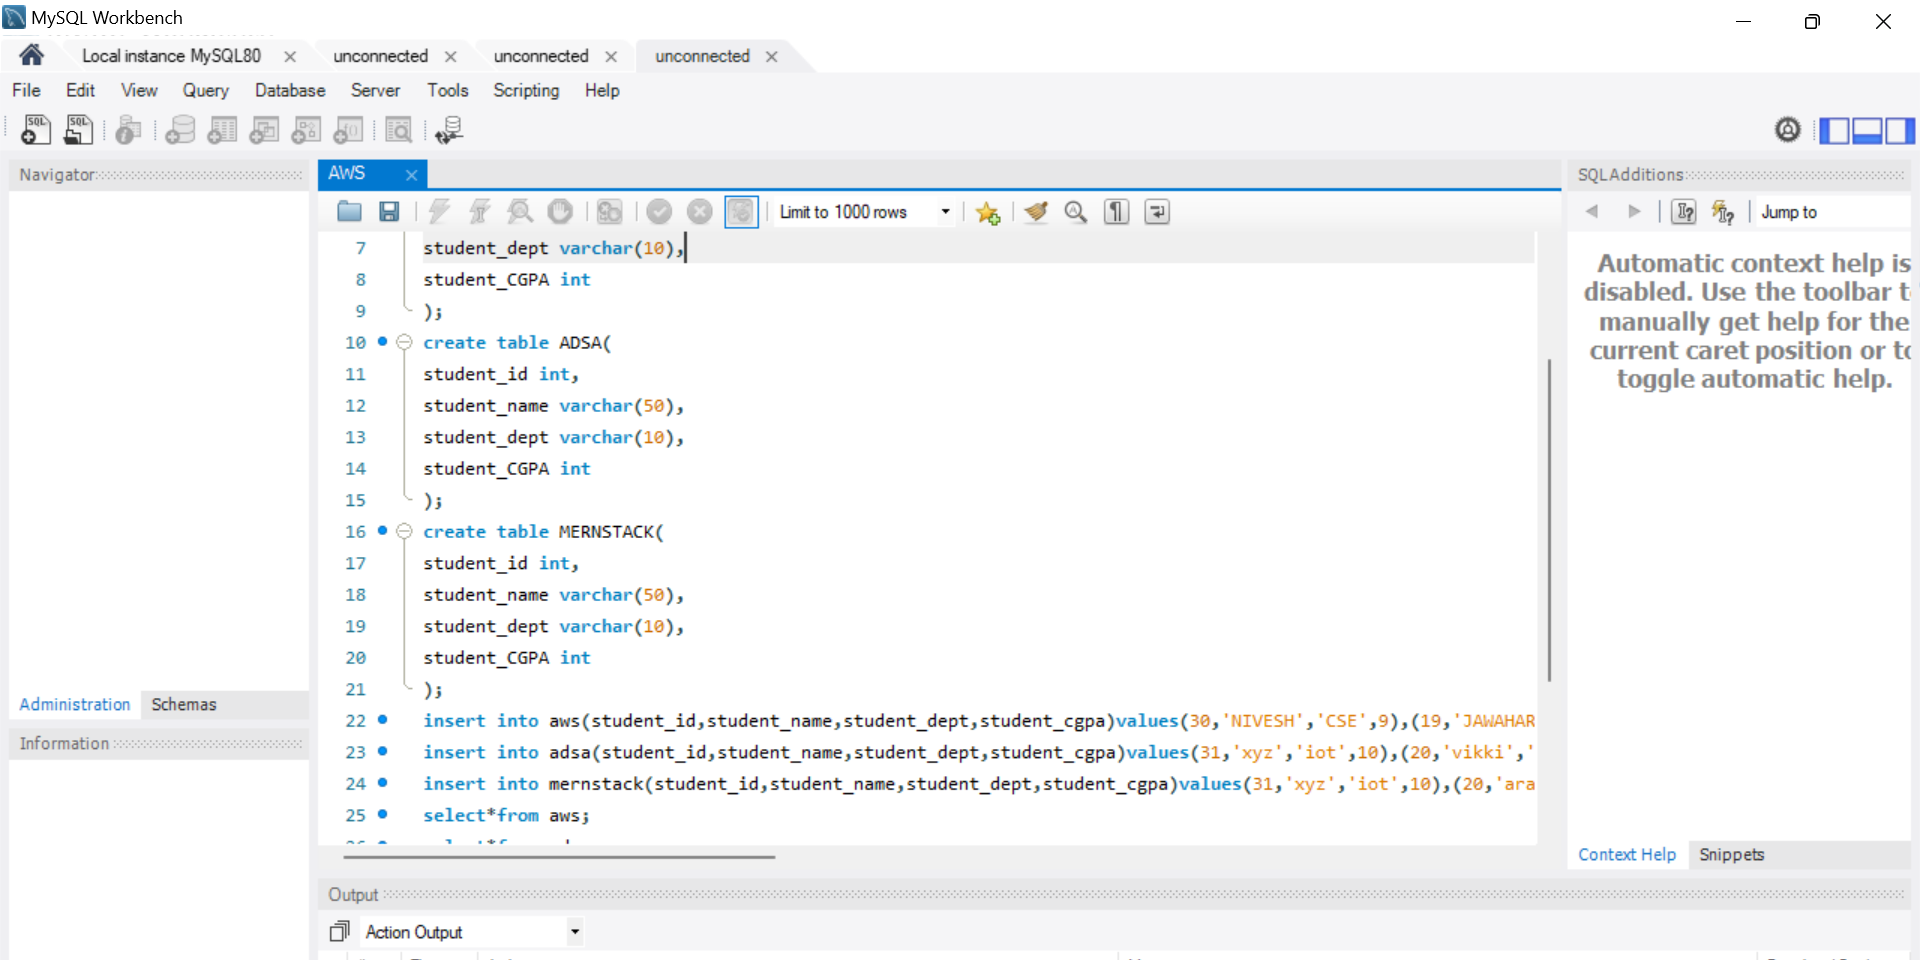 MySQL Workbench
Local instance MySQL80
unconnected
unconnected
unconnected
File Edit View Query Database Server Tools Scripting Help
Navigator
AWS
SQLAdditions
Limit to 1000 rows
Jump to
7 student_dept varchar(10),
8 student_CGPA int
9 );
10 create table ADSA(
11 student_id int,
12 student_name varchar(50),
13 student_dept varchar(10),
14 student_CGPA int
15 );
16 create table MERNSTACK(
17 student_id int,
18 student_name varchar(50),
19 student_dept varchar(10),
20 student_CGPA int
21 );
22 insert into aws(student_id,student_name,student_dept,student_cgpa)values(30,'NIVESH','CSE',9),(19,'JAWAHAR
23 insert into adsa(student_id,student_name,student_dept,student_cgpa)values(31,'xyz','iot',10),(20,'vikki','
24 insert into mernstack(student_id,student_name,student_dept,student_cgpa)values(31,'xyz','iot',10),(20,'ara
25 select*from aws;
Automatic context help is
disabled. Use the toolbar t
manually get help for the
current caret position or to
toggle automatic help.
Administration Schemas
Information
Context Help Snippets
Output
Action Output